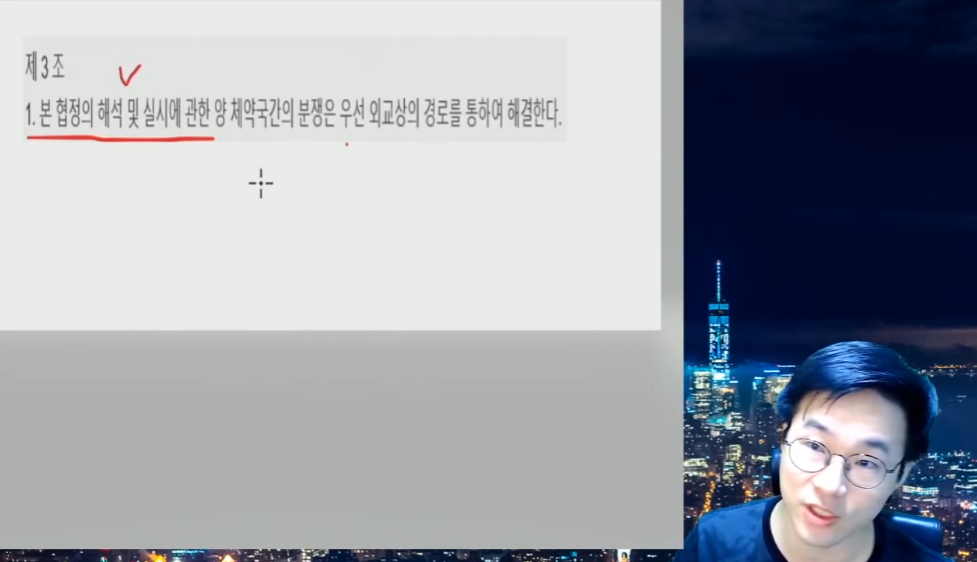 제3조
1. 본 협정의 해석 및 실시에 관한 양 체약국간의 분쟁은 우선 외교상의 경로를 통하여 해결한다.